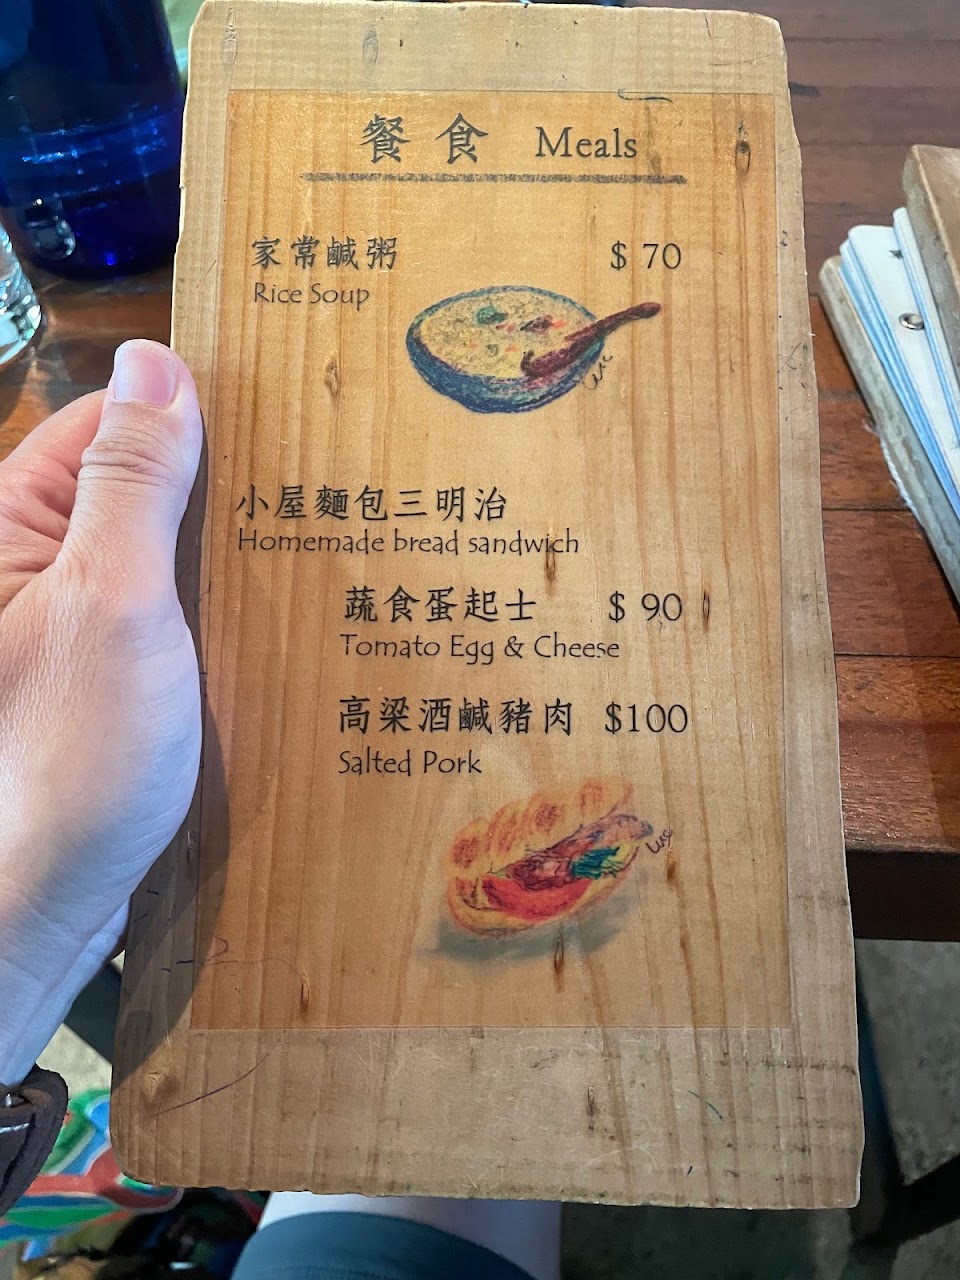 餐食 Meals
家常鹹粥 $ 70
Rice Soup
小屋麵包三明治
Homemade bread sandwich
蔬食蛋起士 $ 90
Tomato Egg & Cheese
高梁酒鹹豬肉 $100
Salted Pork